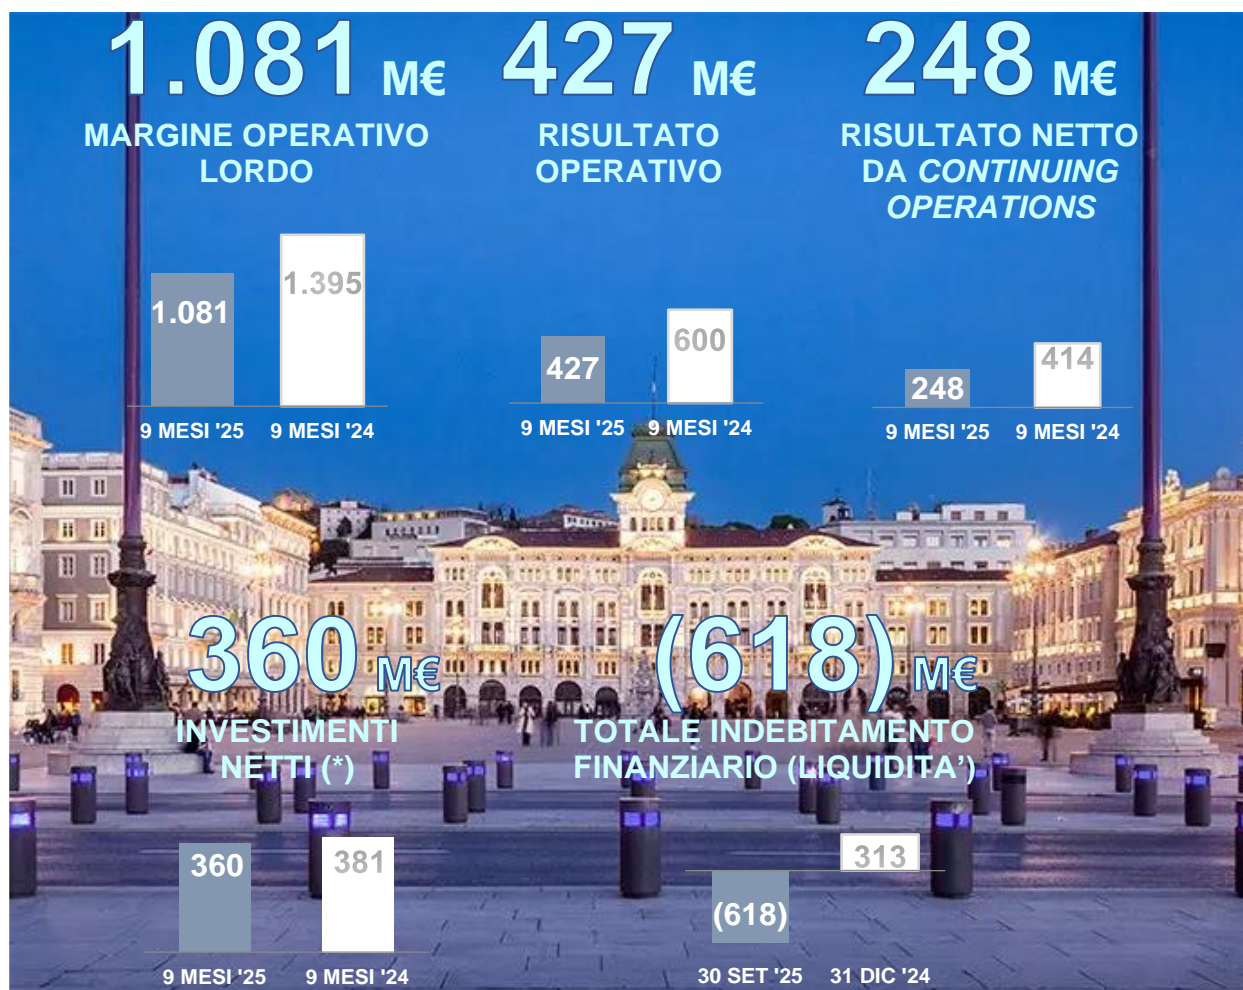 1.081 M€
MARGINE OPERATIVO
LORDO
427 M€
RISULTATO
OPERATIVO
248 M€
RISULTATO NETTO
DA CONTINUING
OPERATIONS
1.081
1.395
9 MESI '25
9 MESI '24
427
600
9 MESI '25
9 MESI '24
248
414
9 MESI '25
9 MESI '24
360 M€
INVESTIMENTI
NETTI (*)
(618) M€
TOTALE INDEBITAMENTO
FINANZIARIO (LIQUIDITA’)
360
381
9 MESI '25
9 MESI '24
(618)
313
30 SET '25
31 DIC '24